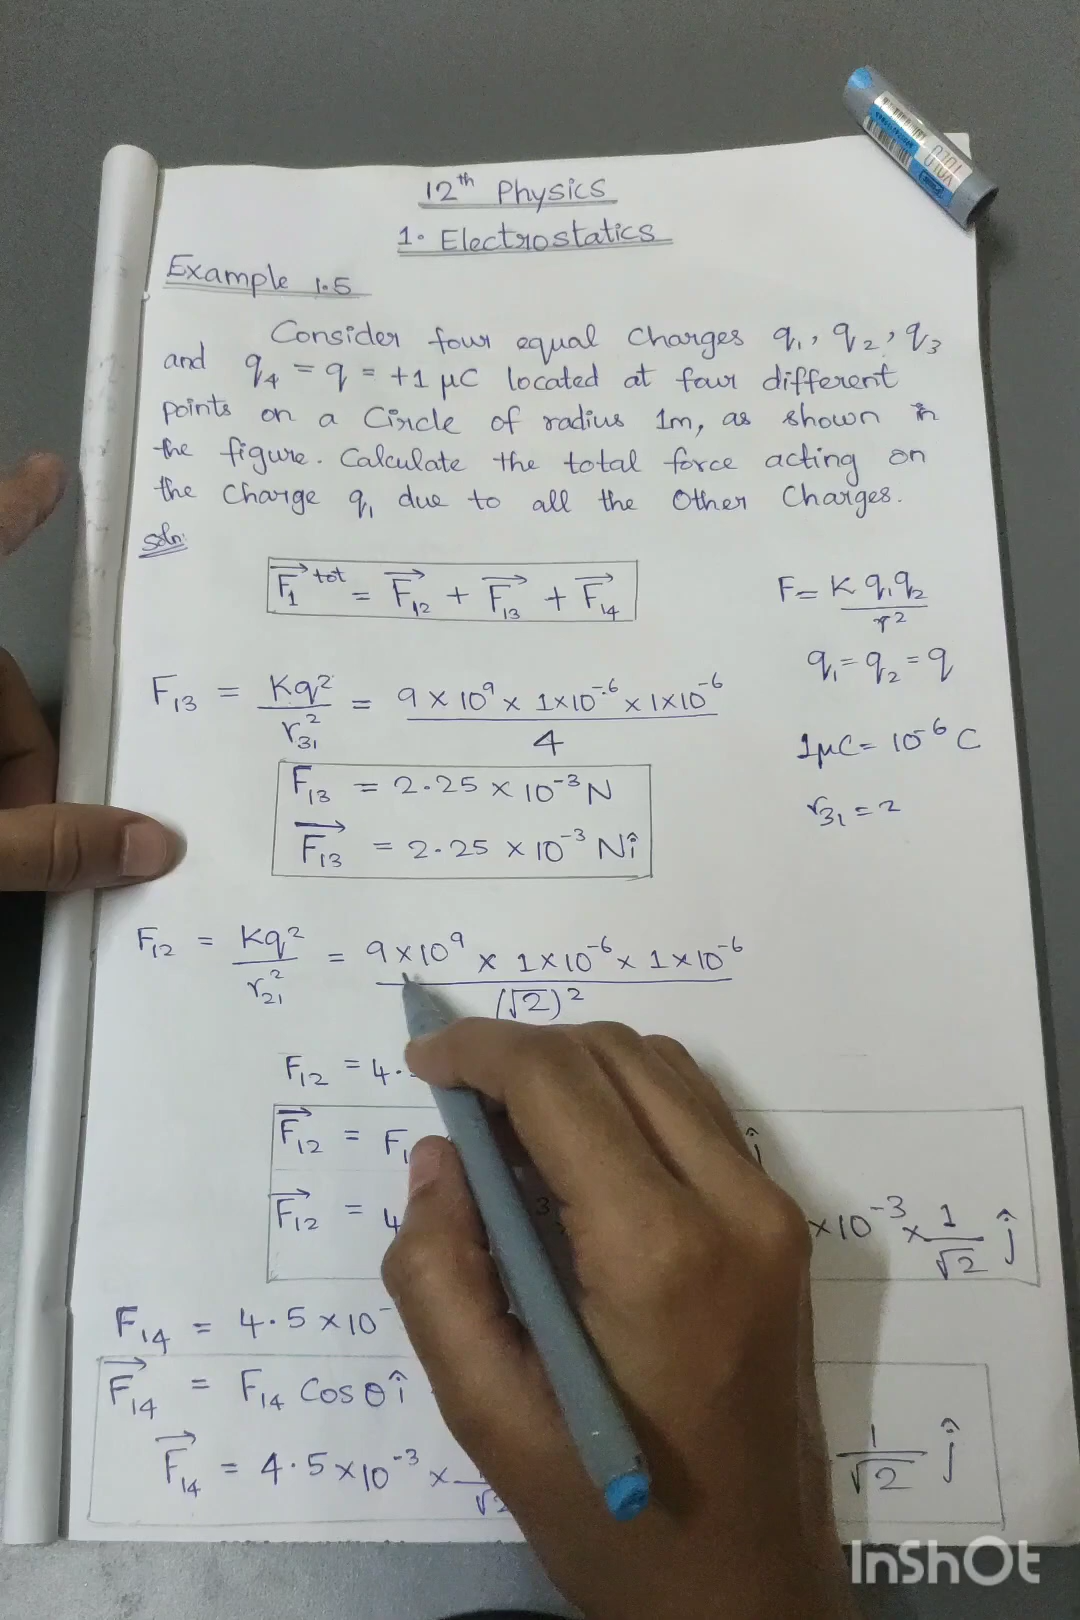 12th Physics
1. Electrostatics
Example 1.5
Consider four equal charges q₁, q₂, q₃
and q₄ = q = +1 μC located at four different
points on a Circle of radius 1m, as shown in
the figure. Calculate the total force acting on
the charge q₁ due to all the Other Charges.
Soln:
F₁⃗ ᵗᵒᵗ = F₁₂⃗ + F₁₃⃗ + F₁₄⃗
F = K q₁q₂ / r²
q₁ = q₂ = q
F₁₃ = Kq² / r₃₁² = 9 × 10⁹ × 1×10⁻⁶ × 1×10⁻⁶ / 4
1μC = 10⁻⁶ C
F₁₃ = 2.25 × 10⁻³ N
r₃₁ = 2
F₁₃⃗ = 2.25 × 10⁻³ N î
F₁₂ = Kq² / r₂₁² = 9×10⁹ × 1×10⁻⁶ × 1×10⁻⁶ / (√2)²
F₁₂ = 4.
F₁₂⃗ = F₁ ĵ
F₁₂⃗ = 4 ×10⁻³ × 1/√2 ĵ
F₁₄ = 4.5 ×10⁻
F₁₄⃗ = F₁₄ Cos θ î
F₁₄⃗ = 4.5 ×10⁻³ × 1/√2 ĵ
InShOt